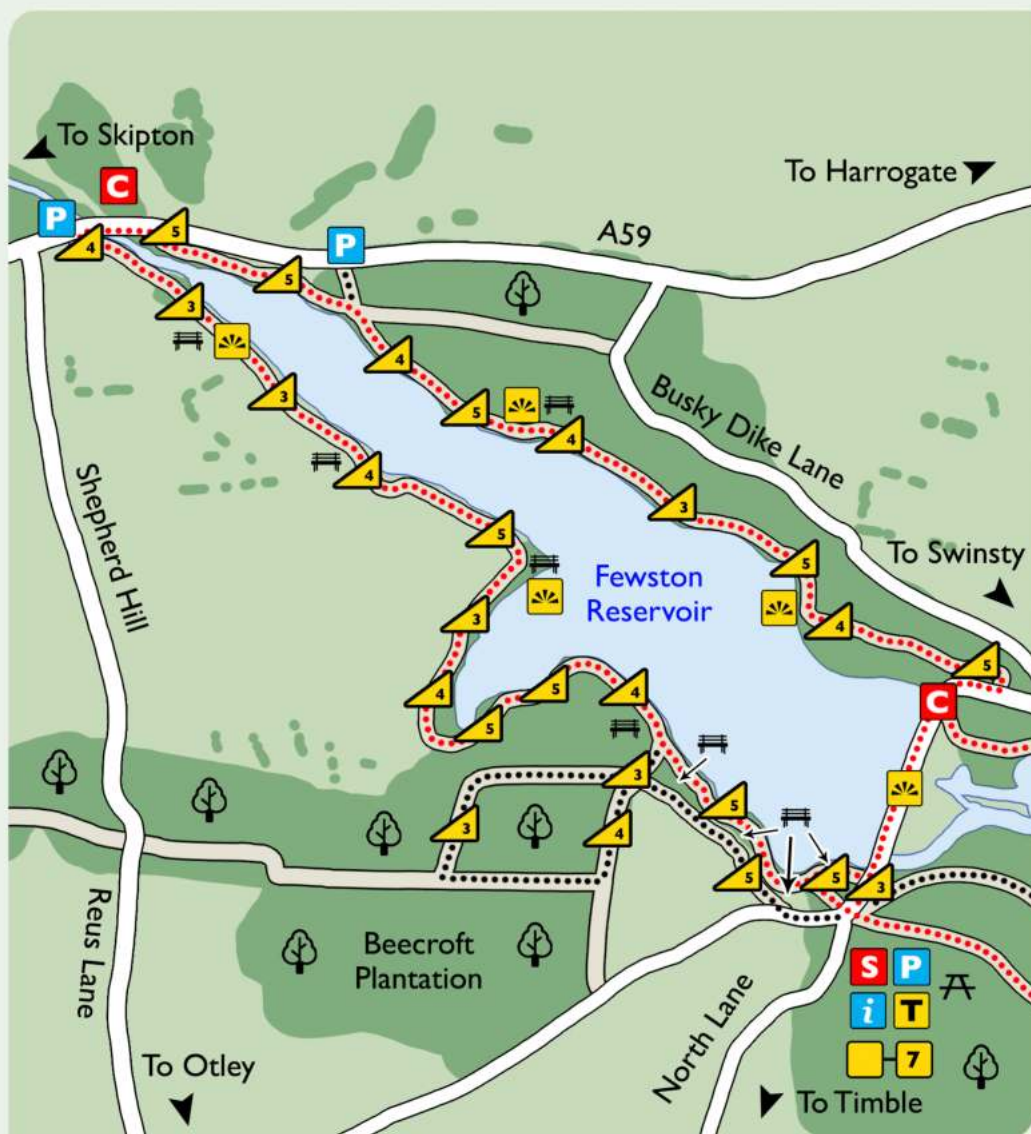 To Skipton
C
To Harrogate
P
P
A59
4
5
5
3
4
3
5
4
Busky Dike Lane
4
3
5
5
To Swinsty
Shepherd Hill
Fewston
Reservoir
3
4
5
4
5
4
5
C
3
5
3
4
5
5
3
Reus Lane
Beecroft
Plantation
S
P
i
T
7
North Lane
To Otley
To Timble